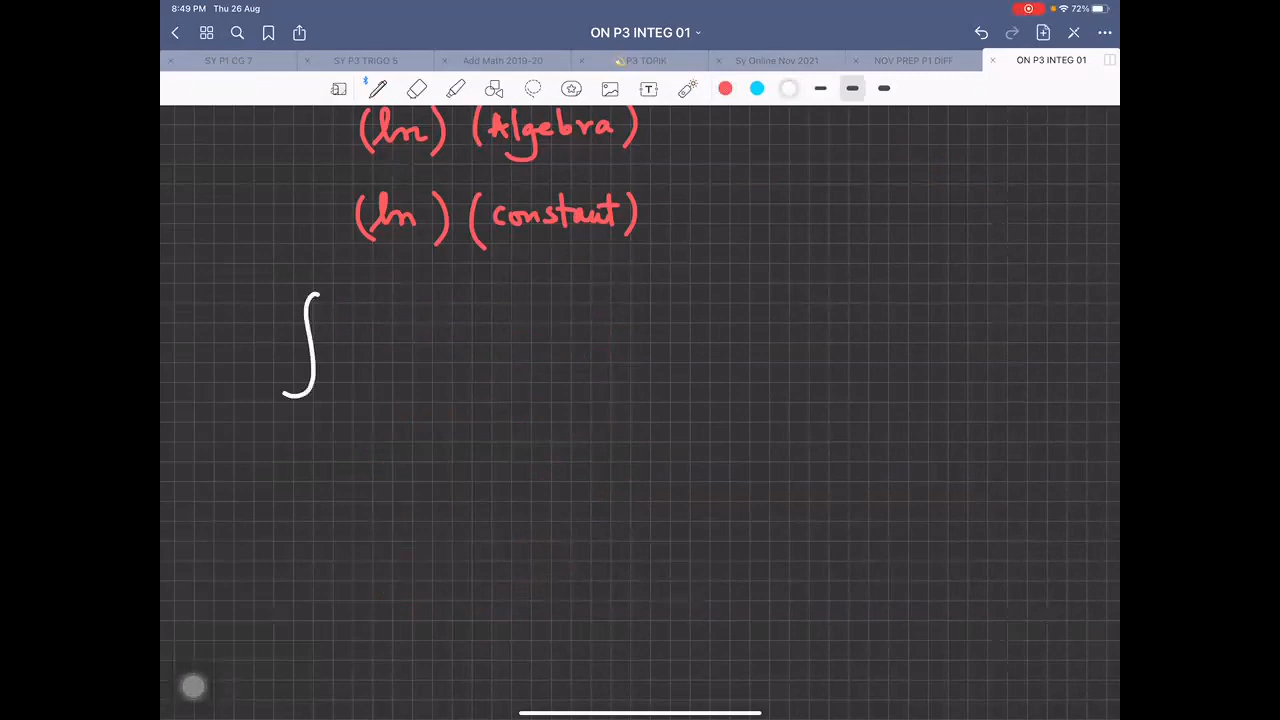 8:49 PM Thu 26 Aug
72%
ON P3 INTEG 01
SY P1 CG 7
SY P3 TRIGO 5
Add Math 2019-20
P3 TOPIK
Sy Online Nov 2021
NOV PREP P1 DIFF
ON P3 INTEG 01
(ln) (Algebra)
(ln) (constant)
∫